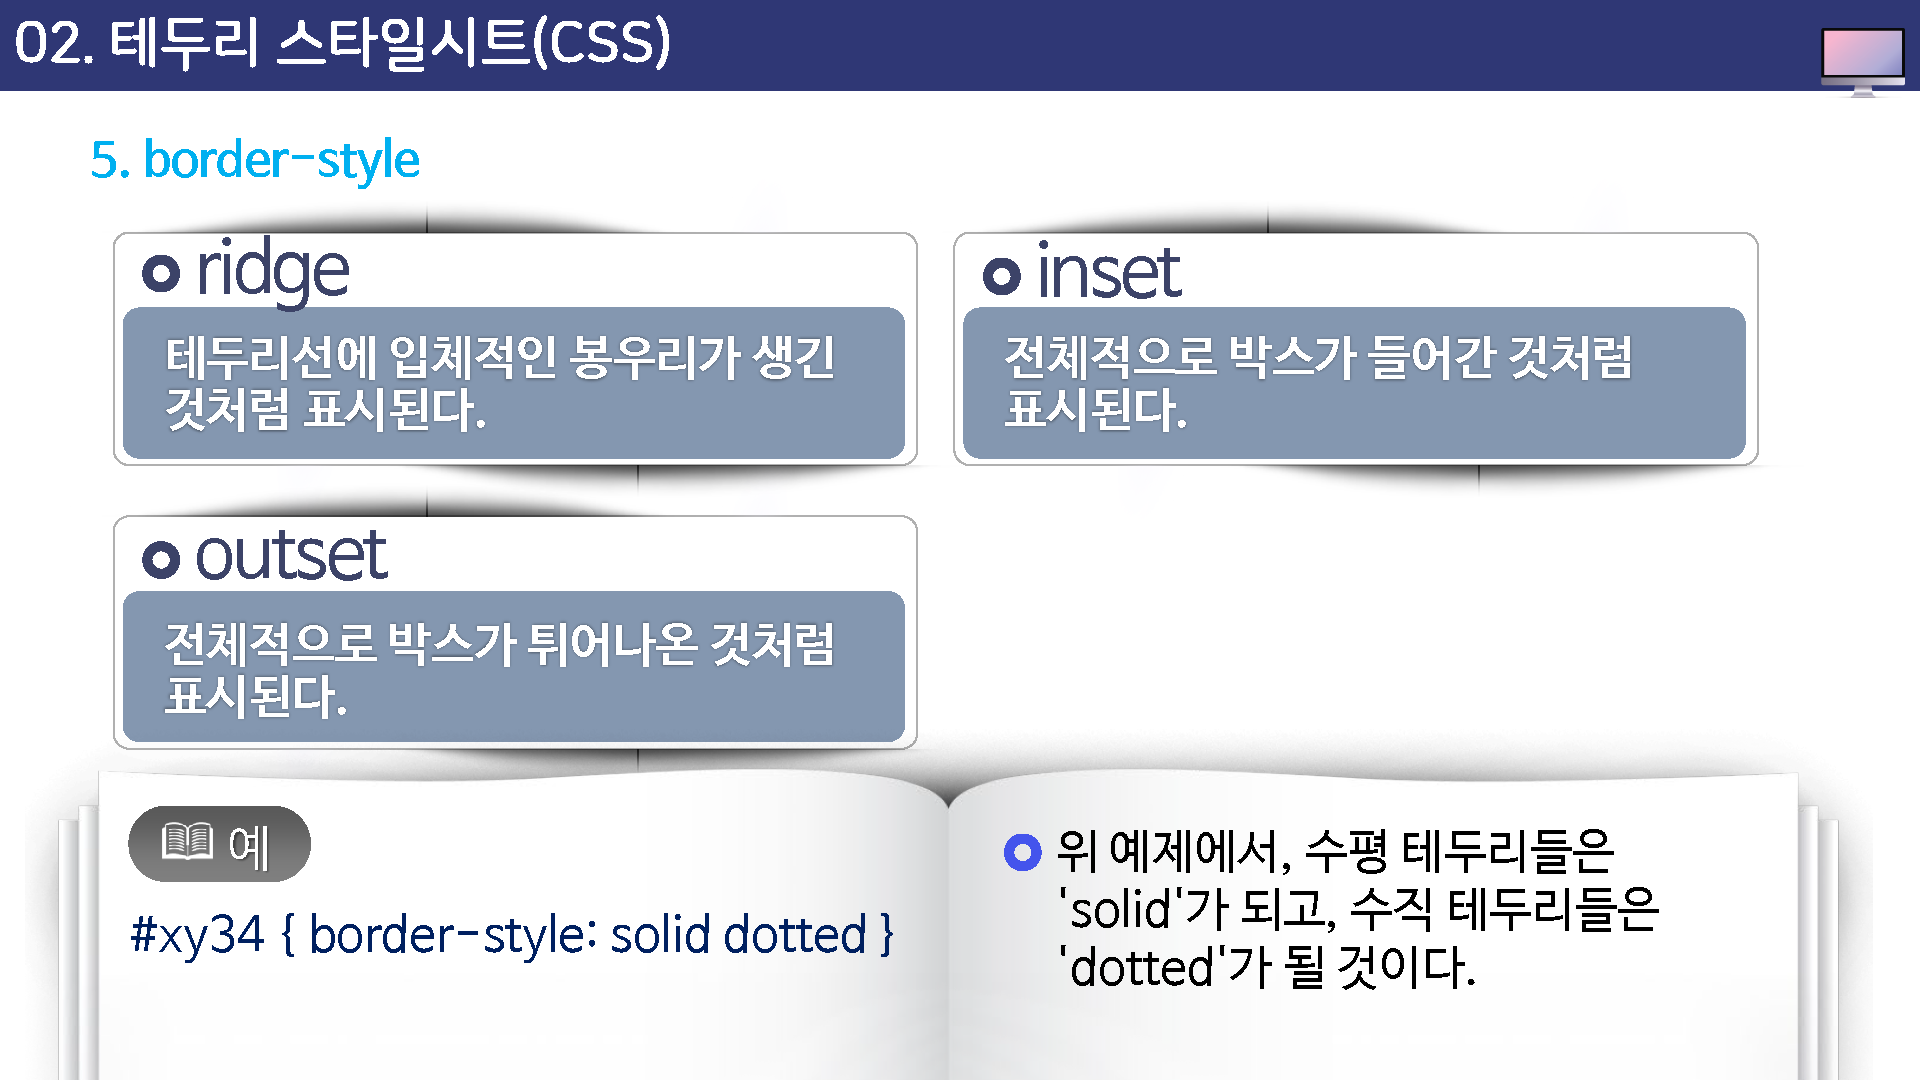 02. 테두리 스타일시트(CSS)
5. border-style
ridge
테두리선에 입체적인 봉우리가 생긴
것처럼 표시된다.
inset
전체적으로 박스가 들어간 것처럼
표시된다.
outset
전체적으로 박스가 튀어나온 것처럼
표시된다.
예
#xy34 { border-style: solid dotted }
위 예제에서, 수평 테두리들은
'solid'가 되고, 수직 테두리들은
'dotted'가 될 것이다.